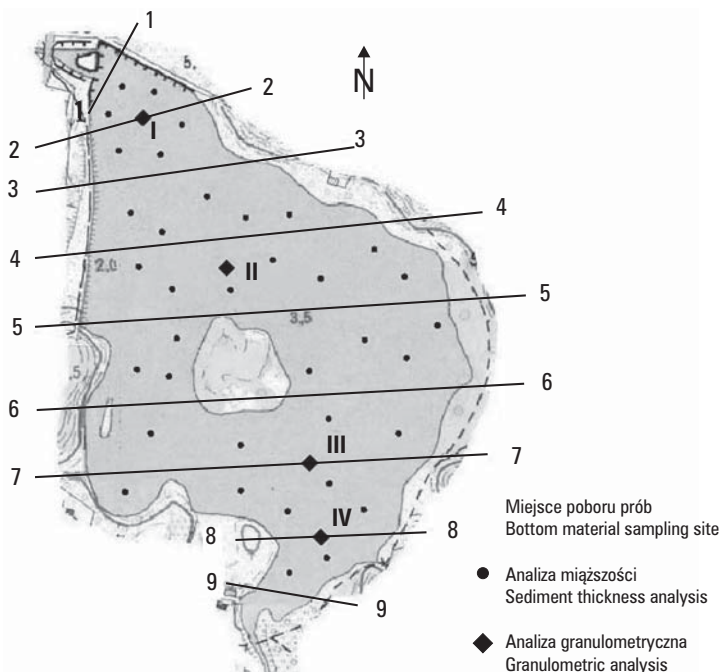 1
5.
N
2
1
I
2
3
3
4
II
4
2,0
5
3,5
5
6
,5
6
III
7
7
IV
Miejsce poboru prób
Bottom material sampling site
8
8
Analiza miąższości
Sediment thickness analysis
9
9
Analiza granulometryczna
Granulometric analysis